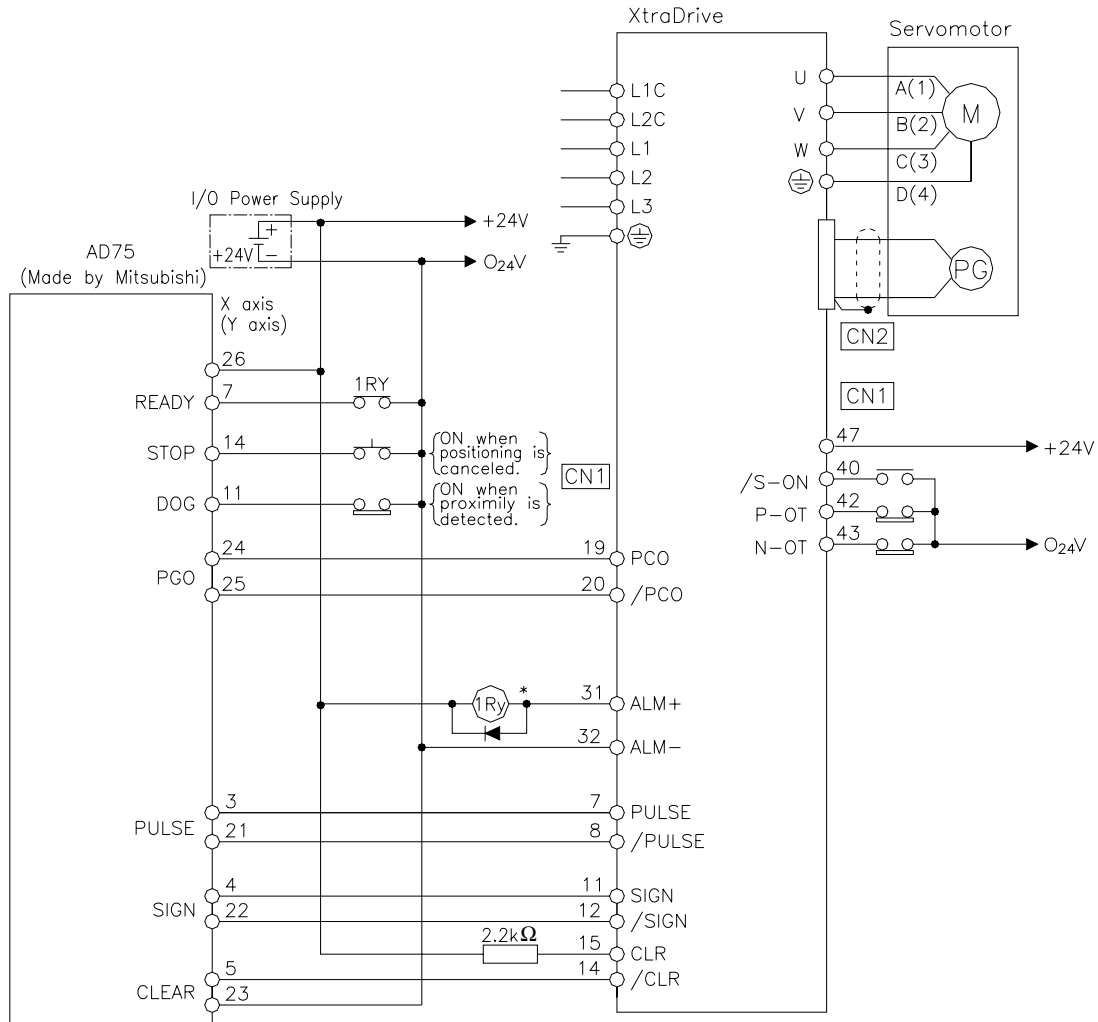 XtraDrive
Servomotor
L1C
L2C
L1
L2
L3
U
V
W
A(1)
B(2)
C(3)
D(4)
M
PG
CN2
CN1
I/O Power Supply
+
+24V
−
+24V
O24V
AD75
(Made by Mitsubishi)
X axis
(Y axis)
26
READY 7 1RY
STOP 14
ON when
positioning is
canceled.
DOG 11
ON when
proximily is
detected.
CN1
47 +24V
/S-ON 40
P-OT 42
N-OT 43 O24V
PGO
24 19 PCO
25 20 /PCO
1Ry * 31 ALM+
32 ALM−
PULSE
3 7 PULSE
21 8 /PULSE
SIGN
4 11 SIGN
22 12 /SIGN
2.2kΩ 15 CLR
CLEAR
5 14 /CLR
23